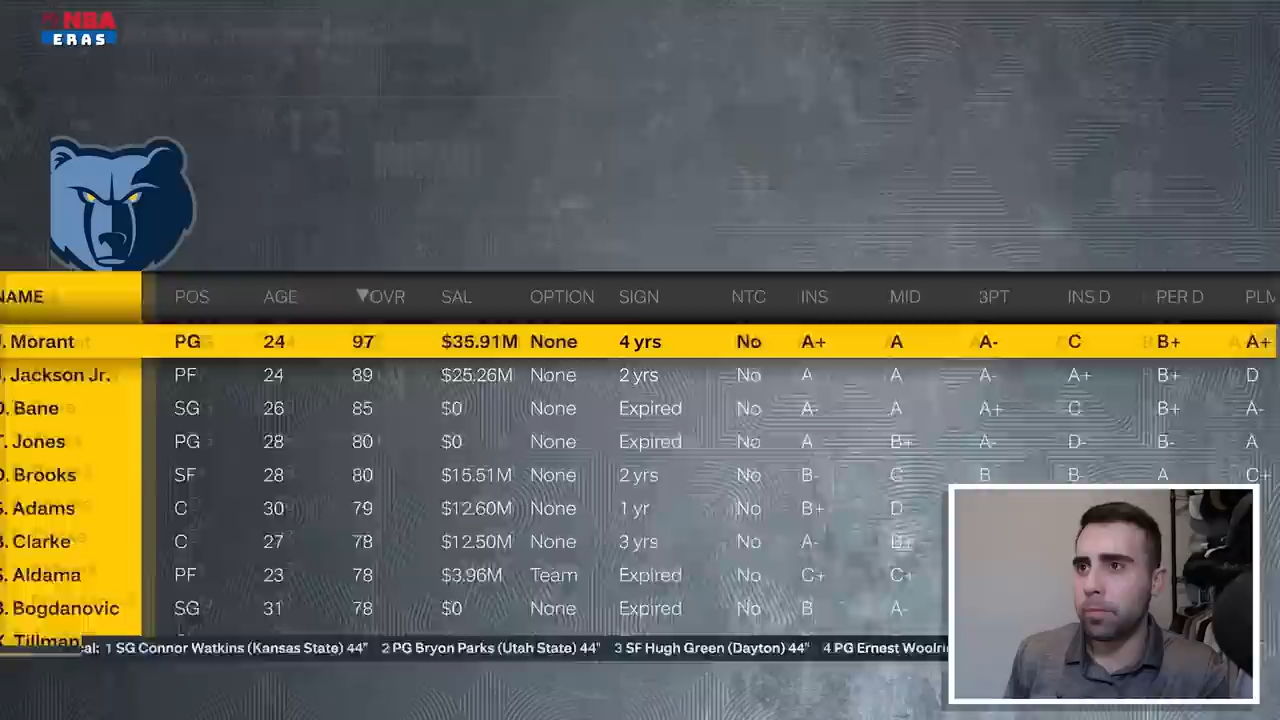 NBA
ERAS
NAME POS AGE ▼OVR SAL OPTION SIGN NTC INS MID 3PT INS D PER D PLM
J. Morant PG 24 97 $35.91M None 4 yrs No A+ A A- C B+ A+
J. Jackson Jr. PF 24 89 $25.26M None 2 yrs No A A A- A+ B+ D
D. Bane SG 26 85 $0 None Expired No A- A A+ C B+ A-
T. Jones PG 28 80 $0 None Expired No A B+ A- D- B- A
D. Brooks SF 28 80 $15.51M None 2 yrs No B- C B B- A C+
S. Adams C 30 79 $12.60M None 1 yr No B+ D
B. Clarke C 27 78 $12.50M None 3 yrs No A- B+
S. Aldama PF 23 78 $3.96M Team Expired No C+ C+
B. Bogdanovic SG 31 78 $0 None Expired No B A-
X. Tillman
cal: 1 SG Connor Watkins (Kansas State) 44" 2 PG Bryon Parks (Utah State) 44" 3 SF Hugh Green (Dayton) 44" 4 PG Ernest Woolri